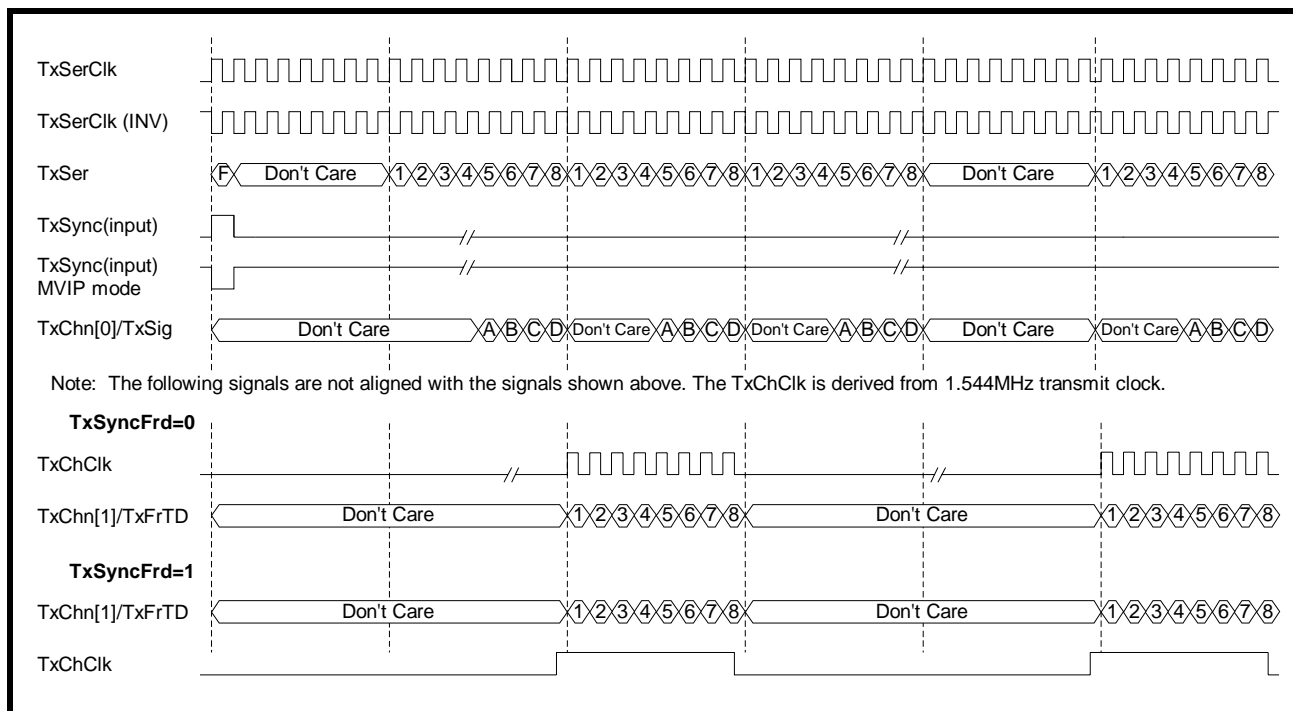 TxSerClk
TxSerClk (INV)
TxSer F Don't Care 1 2 3 4 5 6 7 8 1 2 3 4 5 6 7 8 1 2 3 4 5 6 7 8 Don't Care 1 2 3 4 5 6 7 8
TxSync(input)
TxSync(input)
MVIP mode
TxChn[0]/TxSig Don't Care A B C D Don't Care A B C D Don't Care A B C D Don't Care Don't Care A B C D
Note: The following signals are not aligned with the signals shown above. The TxChClk is derived from 1.544MHz transmit clock.
TxSyncFrd=0
TxChClk
TxChn[1]/TxFrTD Don't Care 1 2 3 4 5 6 7 8 Don't Care 1 2 3 4 5 6 7 8
TxSyncFrd=1
TxChn[1]/TxFrTD Don't Care 1 2 3 4 5 6 7 8 Don't Care 1 2 3 4 5 6 7 8
TxChClk